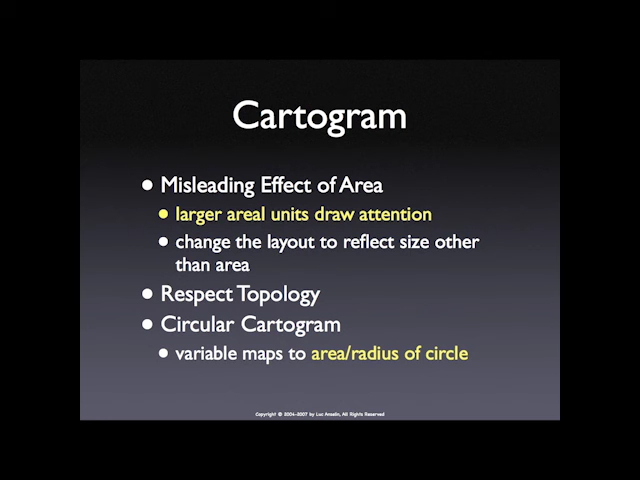 Cartogram
• Misleading Effect of Area
• larger areal units draw attention
• change the layout to reflect size other
than area
• Respect Topology
• Circular Cartogram
• variable maps to area/radius of circle
Copyright © 2004-2007 by Luc Anselin, All Rights Reserved